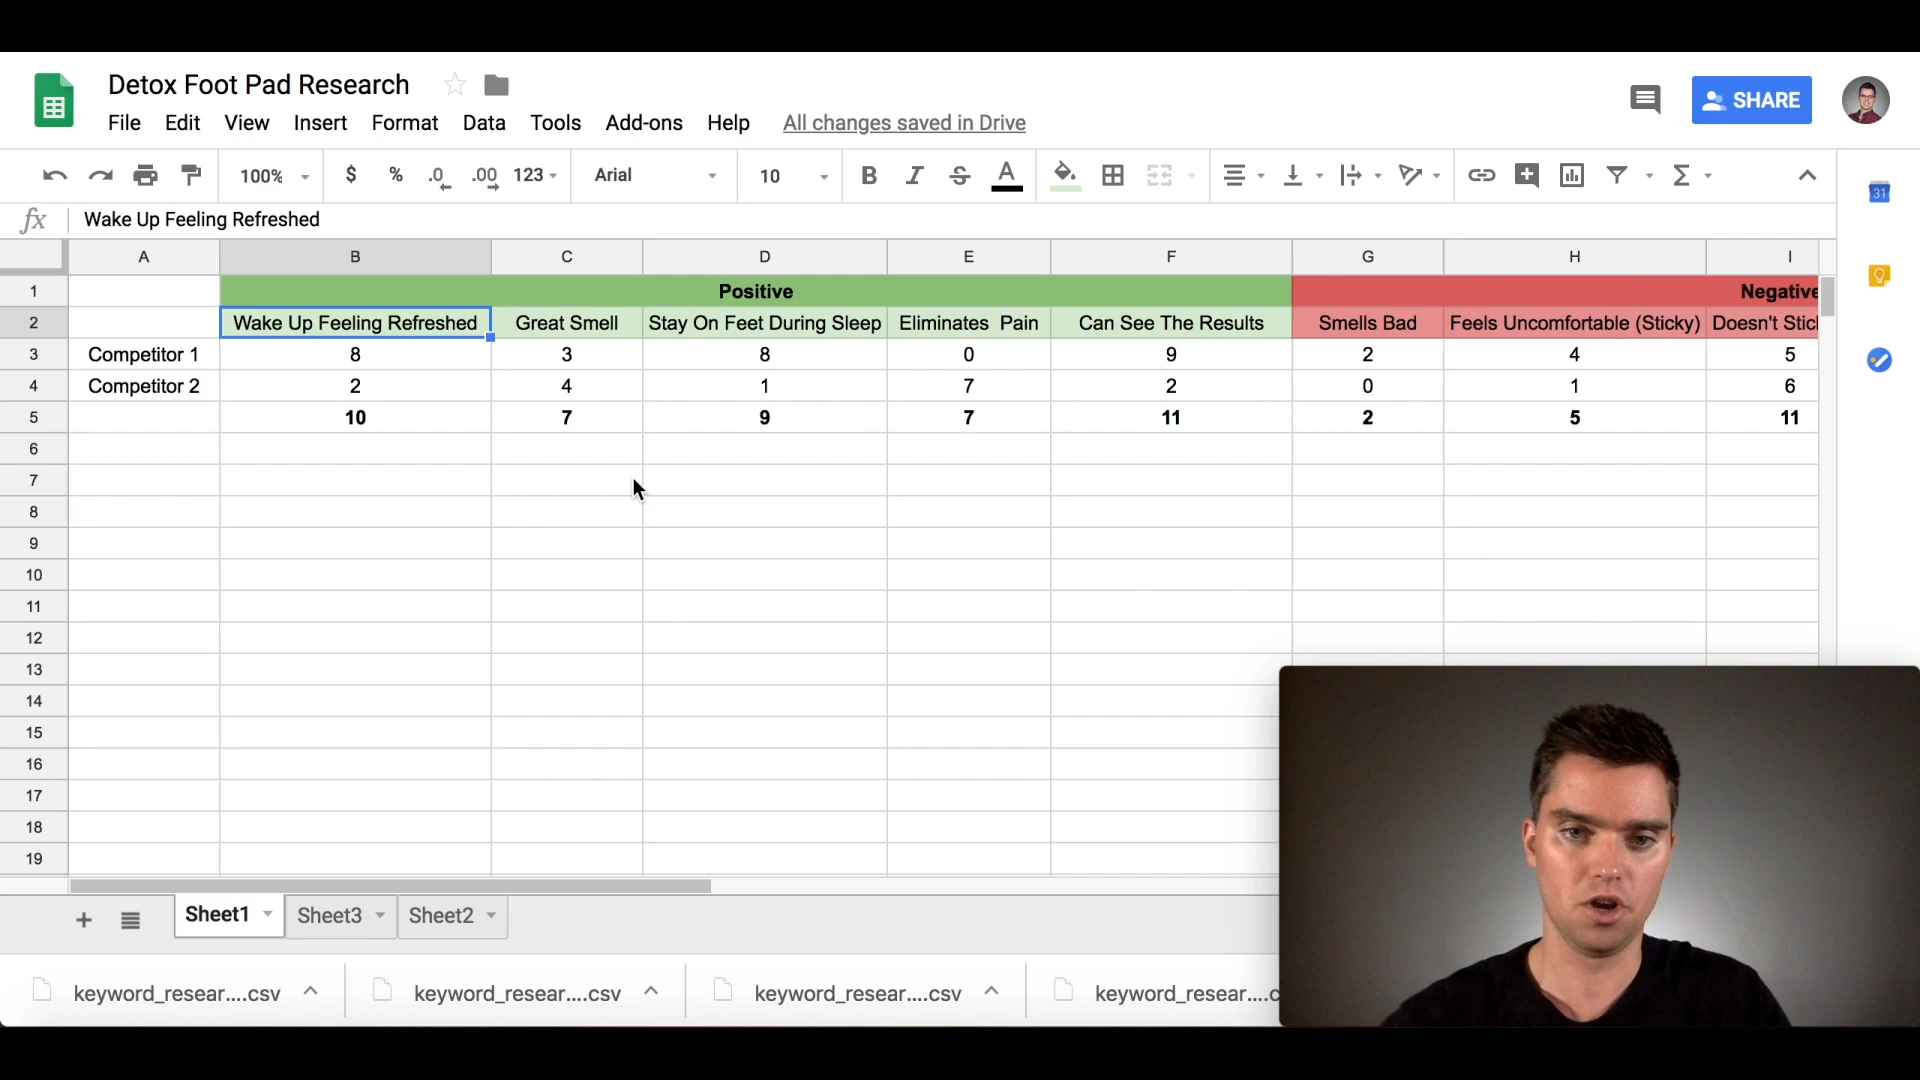 Detox Foot Pad Research
File Edit View Insert Format Data Tools Add-ons Help All changes saved in Drive
SHARE
100% $ % .0 .00 123 Arial 10 B I S A
31
fx Wake Up Feeling Refreshed
A B C D E F G H I
1 Positive Negative
2 Wake Up Feeling Refreshed Great Smell Stay On Feet During Sleep Eliminates Pain Can See The Results Smells Bad Feels Uncomfortable (Sticky) Doesn't Stic
3 Competitor 1 8 3 8 0 9 2 4 5
4 Competitor 2 2 4 1 7 2 0 1 6
5 10 7 9 7 11 2 5 11
6
7
8
9
10
11
12
13
14
15
16
17
18
19
Sheet1 Sheet3 Sheet2
keyword_resear....csv keyword_resear....csv keyword_resear....csv keyword_resear....c